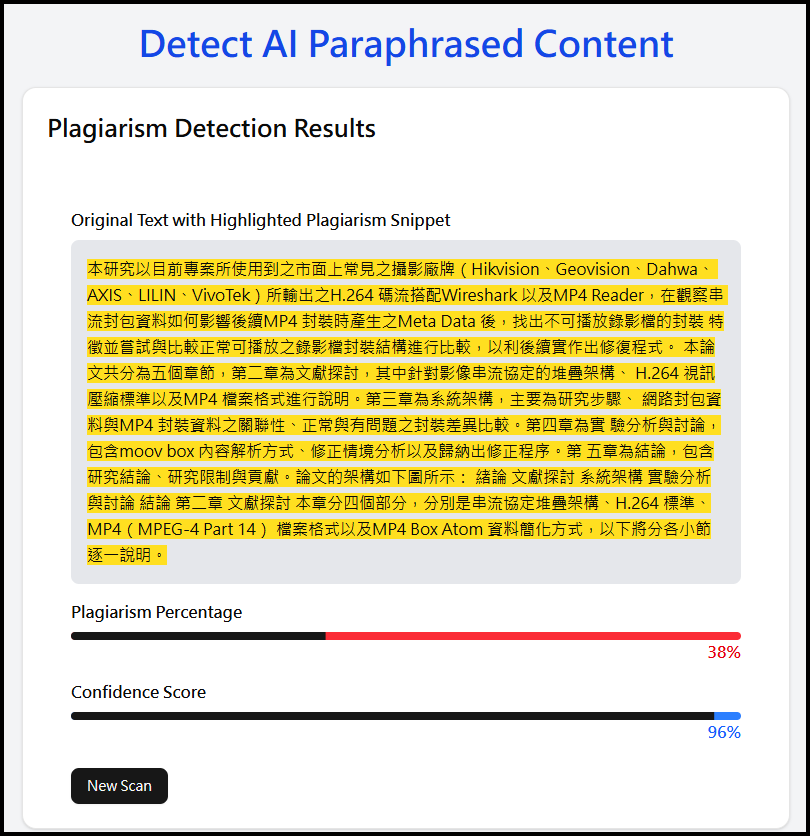 Detect AI Paraphrased Content
Plagiarism Detection Results
Original Text with Highlighted Plagiarism Snippet
本研究以目前專案所使用到之市面上常見之攝影廠牌（Hikvision、Geovision、Dahwa、
AXIS、LILIN、VivoTek）所輸出之H.264 碼流搭配Wireshark 以及MP4 Reader，在觀察串
流封包資料如何影響後續MP4 封裝時產生之Meta Data 後，找出不可播放錄影檔的封裝 特
徵並嘗試與比較正常可播放之錄影檔封裝結構進行比較，以利後續實作出修復程式。 本論
文共分為五個章節，第二章為文獻探討，其中針對影像串流協定的堆疊架構、 H.264 視訊
壓縮標準以及MP4 檔案格式進行說明。第三章為系統架構，主要為研究步驟、 網路封包資
料與MP4 封裝資料之關聯性、正常與有問題之封裝差異比較。第四章為實 驗分析與討論，
包含moov box 內容解析方式、修正情境分析以及歸納出修正程序。第 五章為結論，包含
研究結論、研究限制與貢獻。論文的架構如下圖所示： 緒論 文獻探討 系統架構 實驗分析
與討論 結論 第二章 文獻探討 本章分四個部分，分別是串流協定堆疊架構、H.264 標準、
MP4（MPEG-4 Part 14） 檔案格式以及MP4 Box Atom 資料簡化方式，以下將分各小節
逐一說明。
Plagiarism Percentage
38%
Confidence Score
96%
New Scan